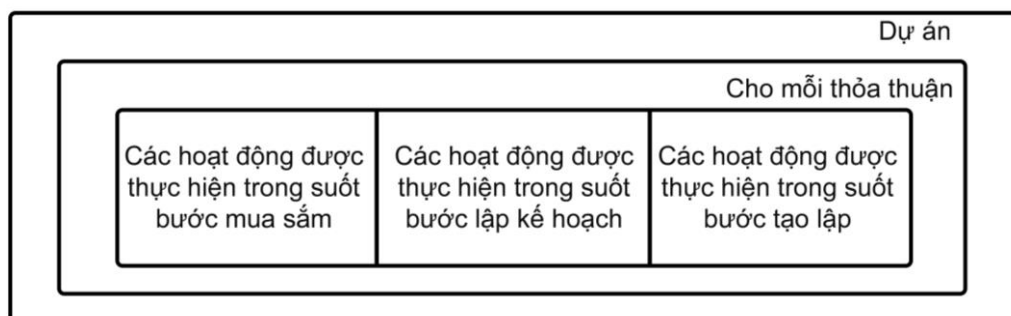 Dự án
Cho mỗi thỏa thuận
Các hoạt động được
thực hiện trong suốt
bước mua sắm
Các hoạt động được
thực hiện trong suốt
bước lập kế hoạch
Các hoạt động được
thực hiện trong suốt
bước tạo lập